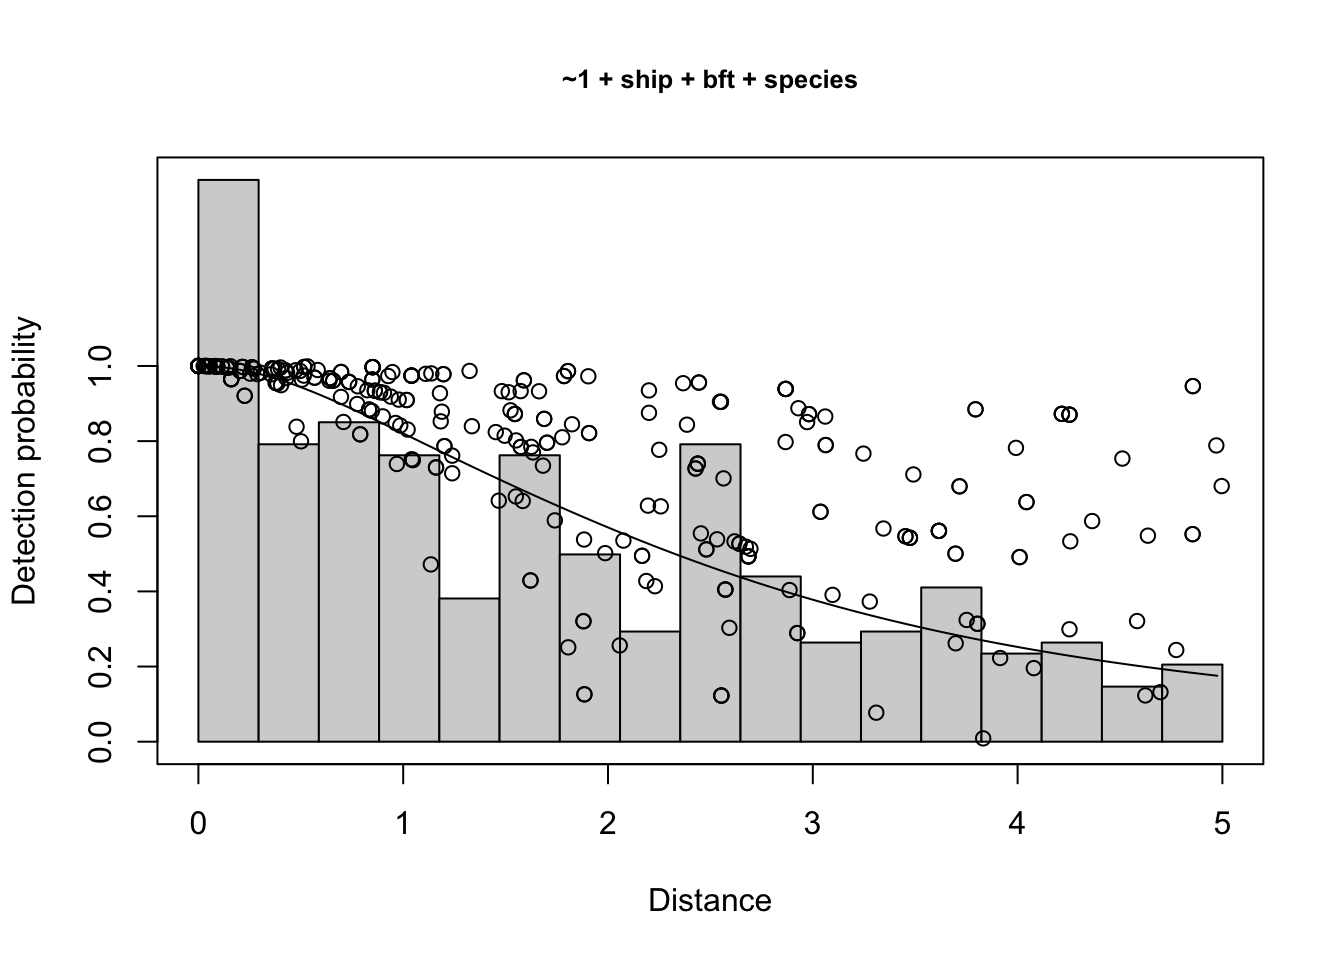 ~1 + ship + bft + species
Detection probability
1.0
0.8
0.6
0.4
0.2
0.0
0 1 2 3 4 5
Distance